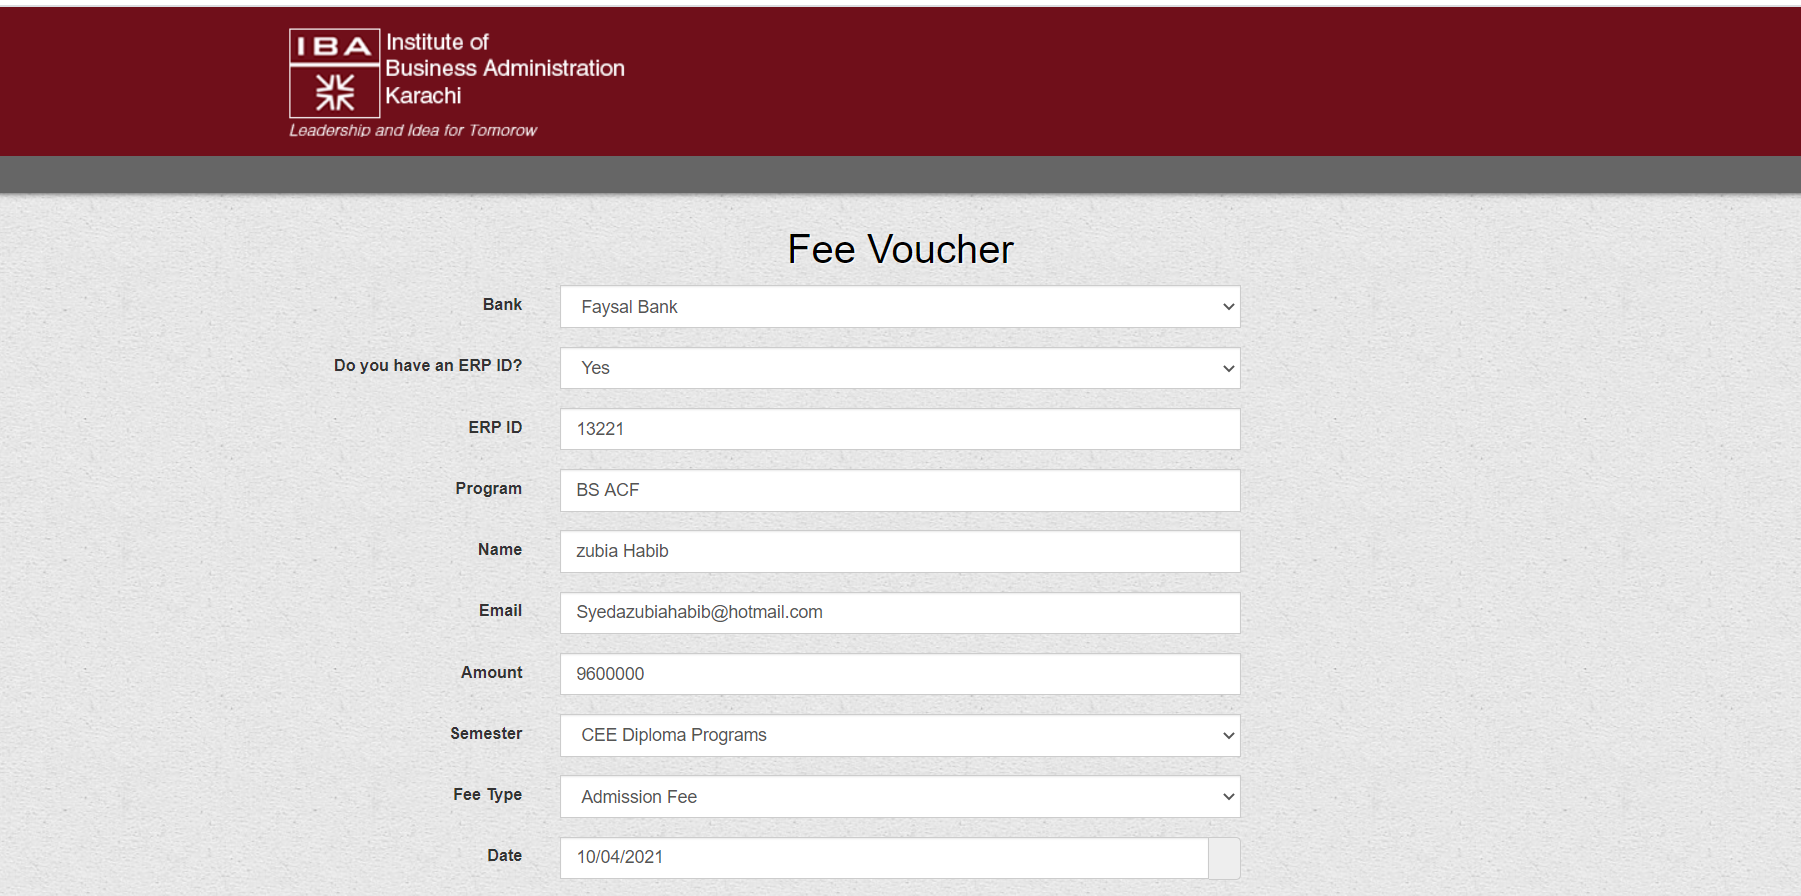 IBA
Institute of
Business Administration
Karachi
Leadership and Idea for Tomorow
Fee Voucher
Bank
Faysal Bank
Do you have an ERP ID?
Yes
ERP ID
13221
Program
BS ACF
Name
zubia Habib
Email
Syedazubiahabib@hotmail.com
Amount
9600000
Semester
CEE Diploma Programs
Fee Type
Admission Fee
Date
10/04/2021